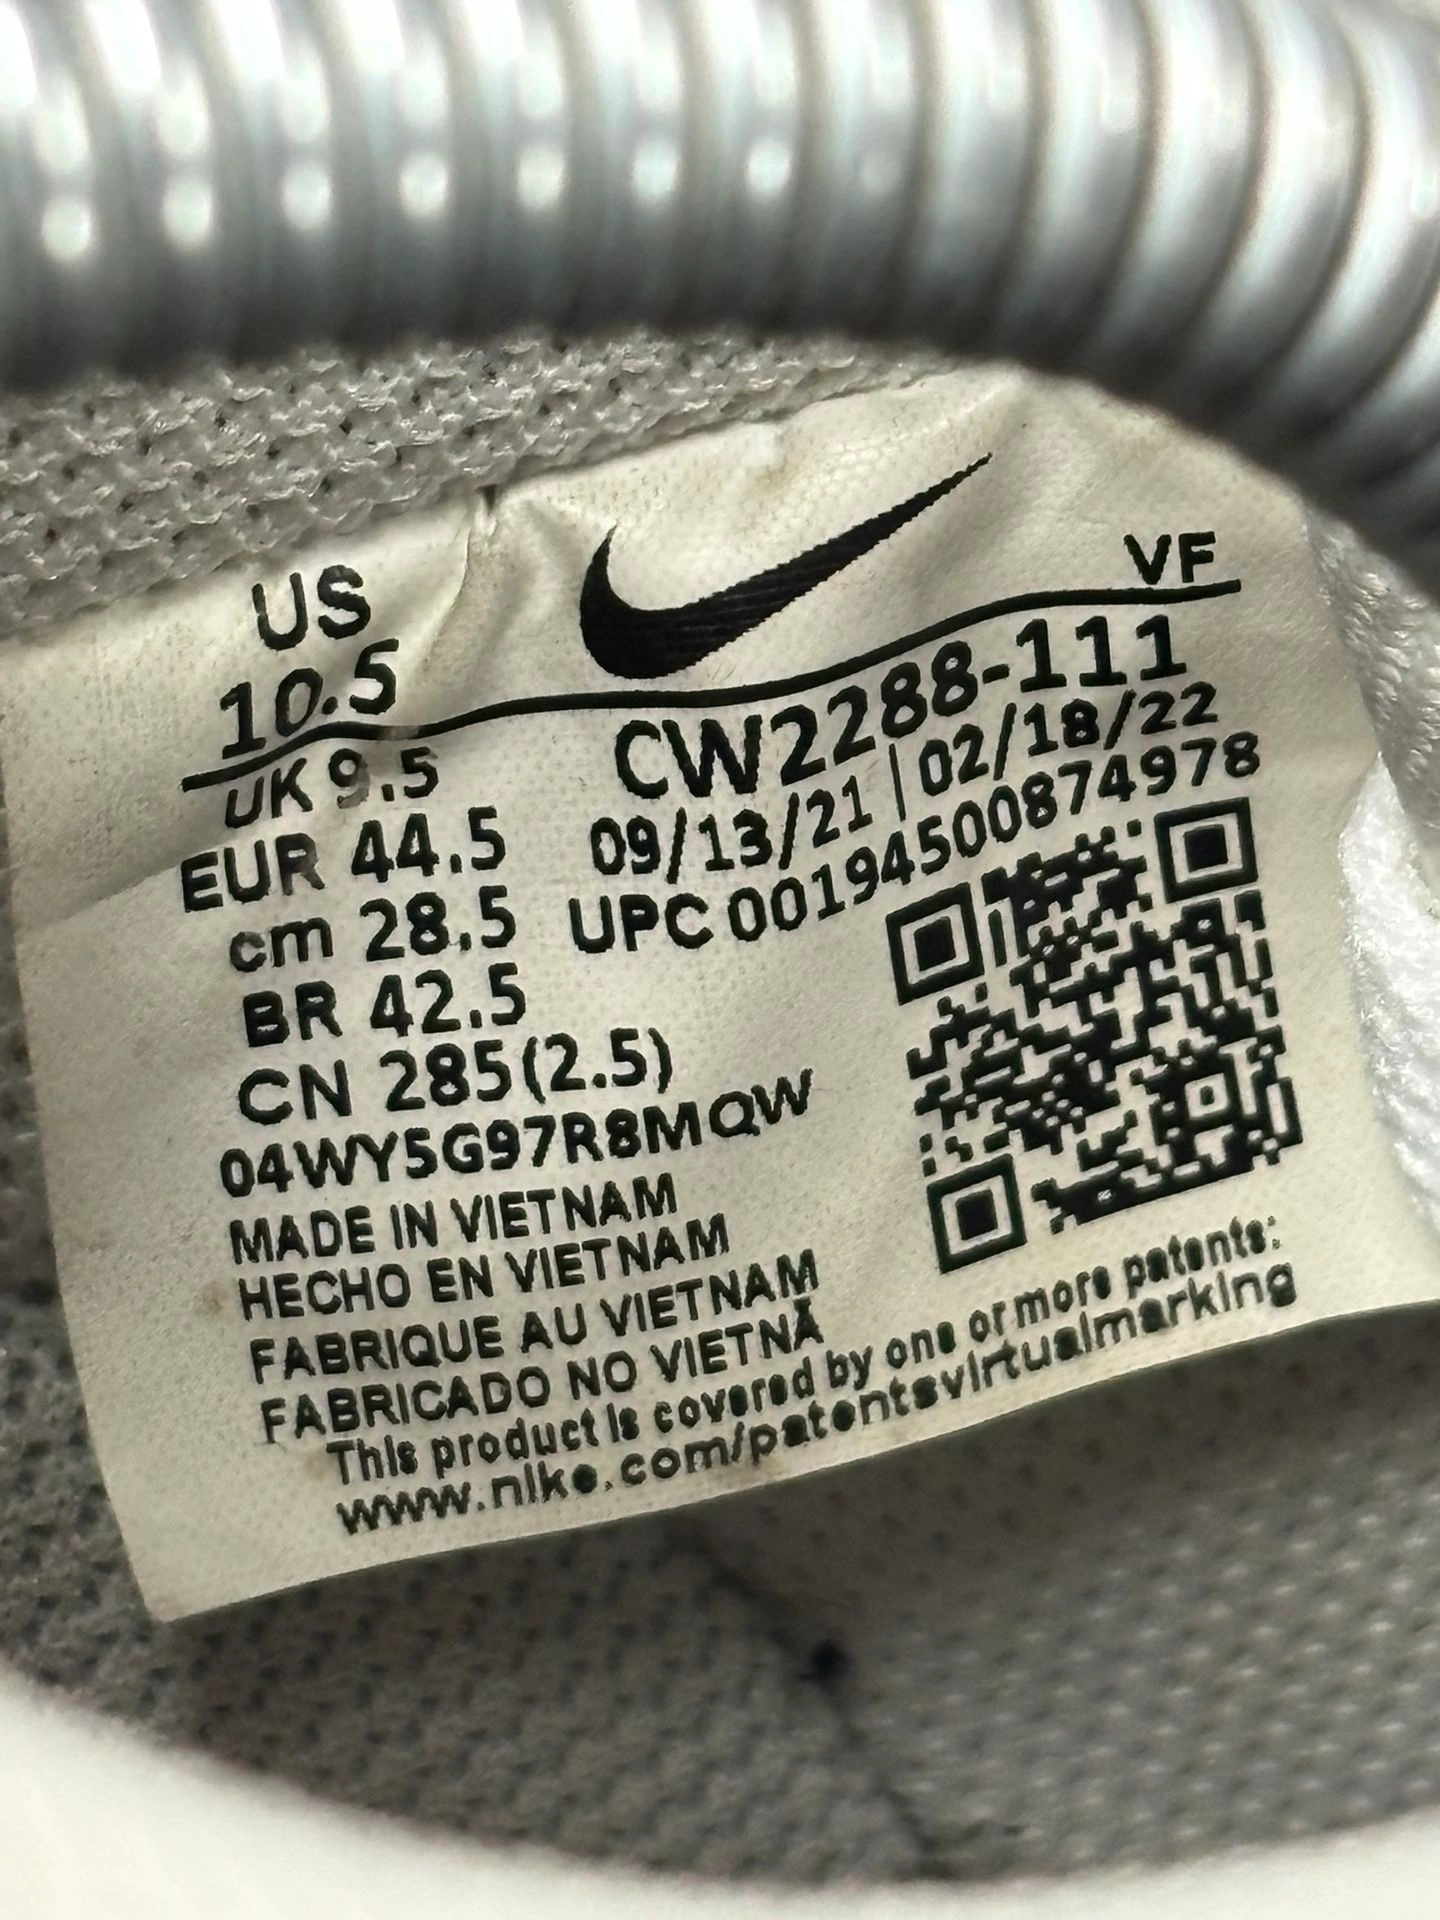 US
10.5
UK 9.5
EUR 44.5
cm 28.5
BR 42.5
CN 285(2.5)
VF
CW2288-111
09/13/21 | 02/18/22
UPC 00194500874978
04WY5G97R8MQW
MADE IN VIETNAM
HECHO EN VIETNAM
FABRIQUE AU VIETNAM
FABRICADO NO VIETNÃ
This product is covered by one or more patents:
www.nike.com/patentsvirtualmarking